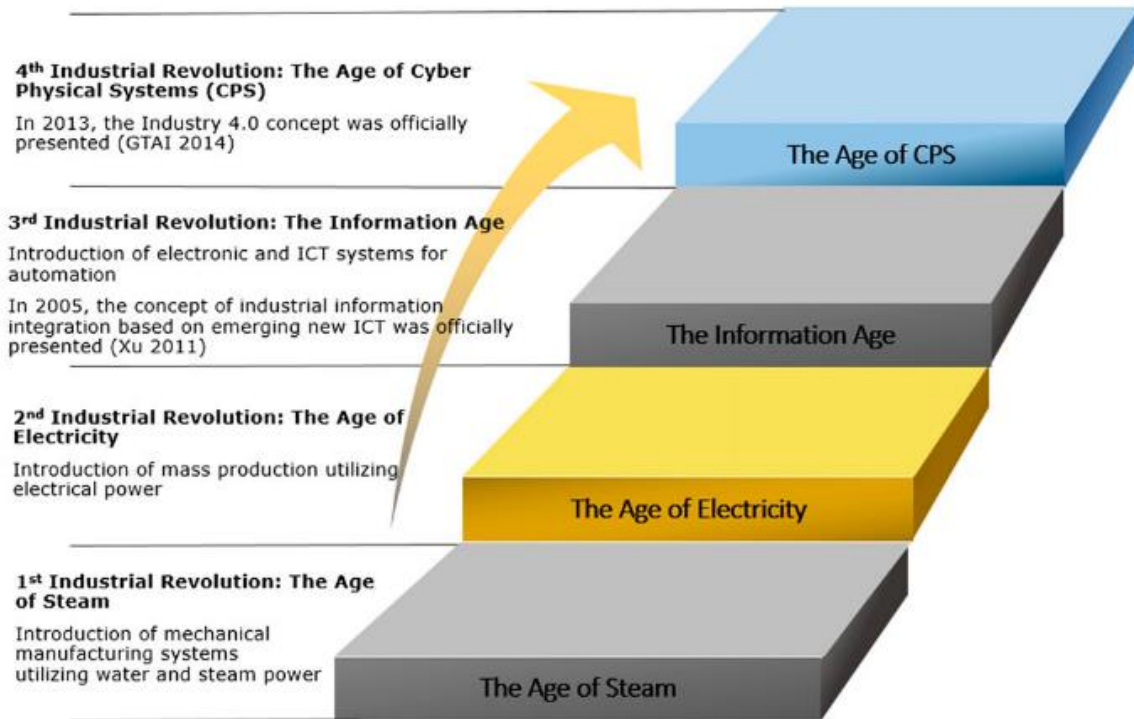 4th Industrial Revolution: The Age of Cyber
Physical Systems (CPS)
In 2013, the Industry 4.0 concept was officially
presented (GTAI 2014)
The Age of CPS
3rd Industrial Revolution: The Information Age
Introduction of electronic and ICT systems for
automation
In 2005, the concept of industrial information
integration based on emerging new ICT was officially
presented (Xu 2011)
The Information Age
2nd Industrial Revolution: The Age of
Electricity
Introduction of mass production utilizing
electrical power
The Age of Electricity
1st Industrial Revolution: The Age
of Steam
Introduction of mechanical
manufacturing systems
utilizing water and steam power
The Age of Steam